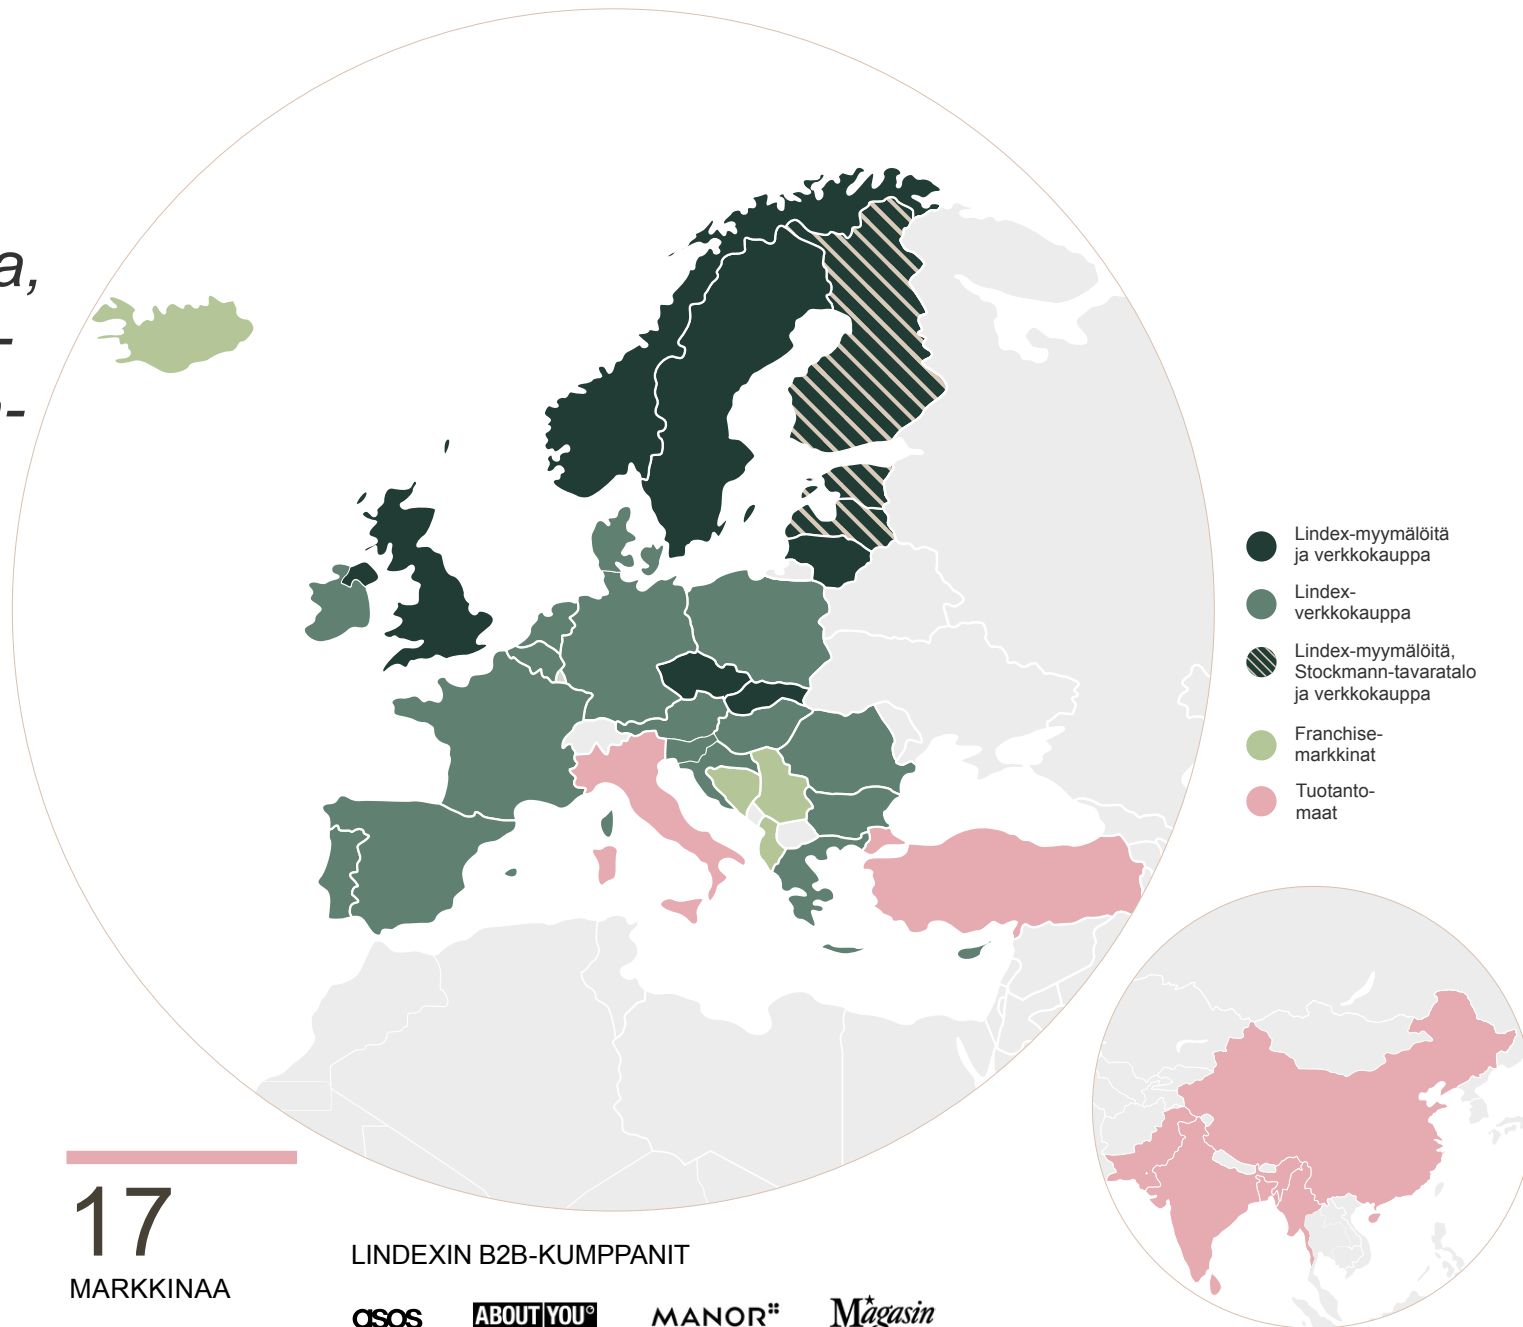 a,
-
-
Lindex-myymälöitä
ja verkkokauppa
Lindex-
verkkokauppa
Lindex-myymälöitä,
Stockmann-tavaratalo
ja verkkokauppa
Franchise-
markkinat
Tuotanto-
maat
17
MARKKINAA
LINDEXIN B2B-KUMPPANIT
asos
ABOUT YOU°
MANOR
Magasin